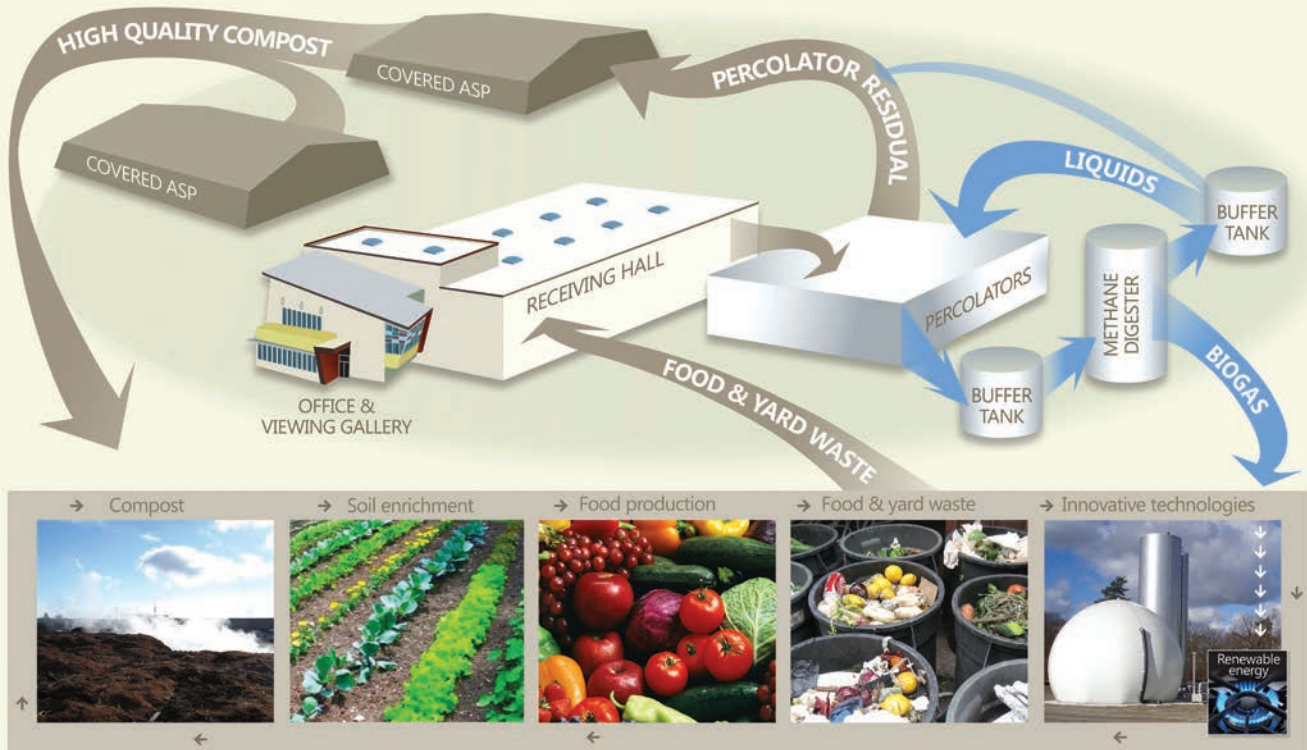 HIGH QUALITY COMPOST
COVERED ASP
PERCOLATOR RESIDUAL
COVERED ASP
LIQUIDS
BUFFER
TANK
RECEIVING HALL
PERCOLATORS
METHANE
DIGESTER
BIOGAS
FOOD & YARD WASTE
BUFFER
TANK
OFFICE &
VIEWING GALLERY
→ Compost
→ Soil enrichment
→ Food production
→ Food & yard waste
→ Innovative technologies
Renewable
energy